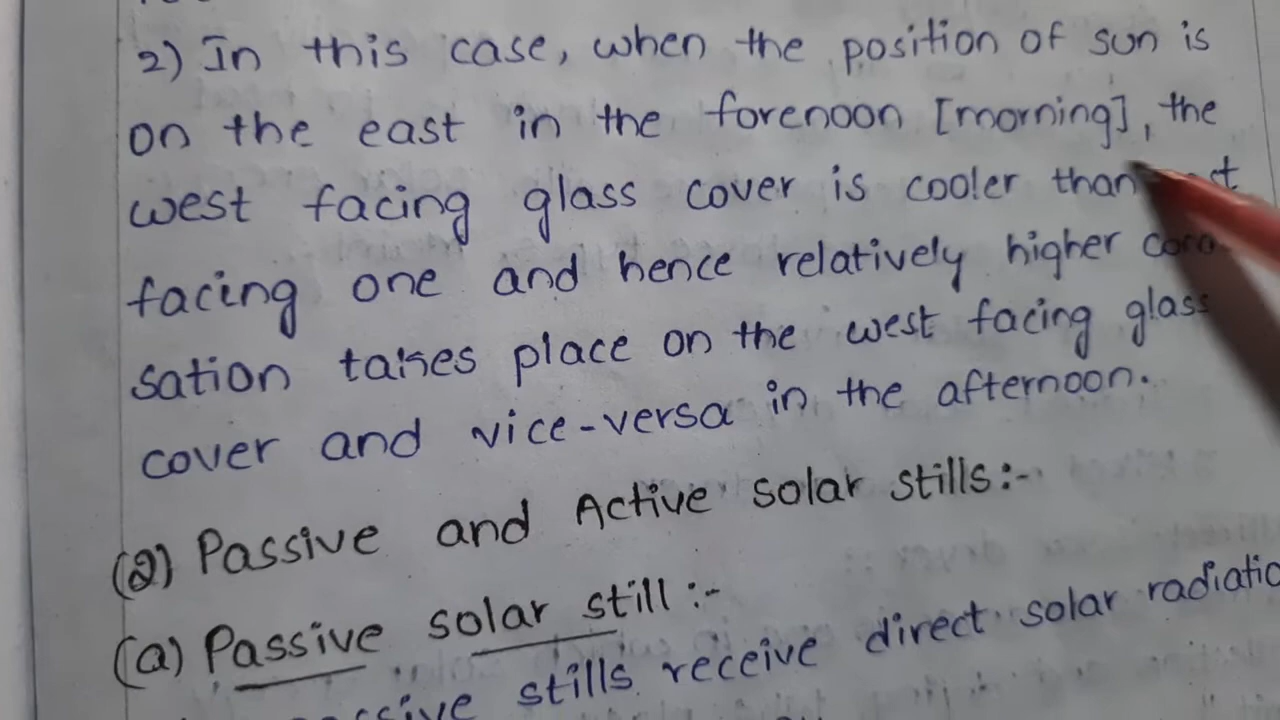 2) In this case, when the position of sun is
on the east in the forenoon [morning], the
west facing glass cover is cooler than
facing one and hence relatively higher
sation takes place on the west facing glass
cover and vice-versa in the afternoon.
(2) Passive and Active solar stills:-
(a) Passive solar still :-
stills receive direct solar